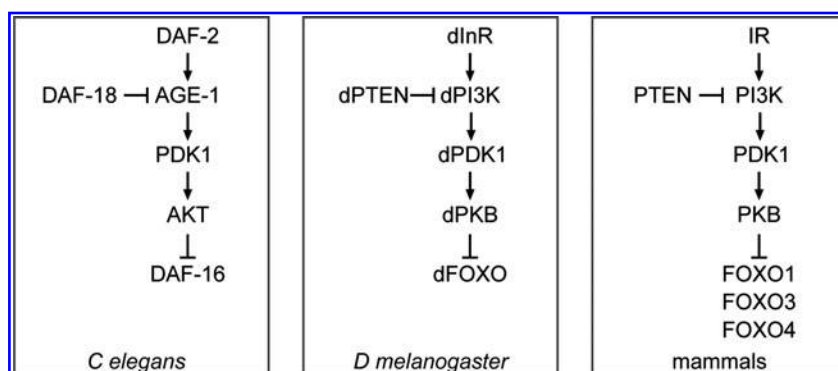 DAF-2
DAF-18 AGE-1
PDK1
AKT
DAF-16
C elegans
dInR
dPTEN dPI3K
dPDK1
dPKB
dFOXO
D melanogaster
IR
PTEN PI3K
PDK1
PKB
FOXO1
FOXO3
FOXO4
mammals